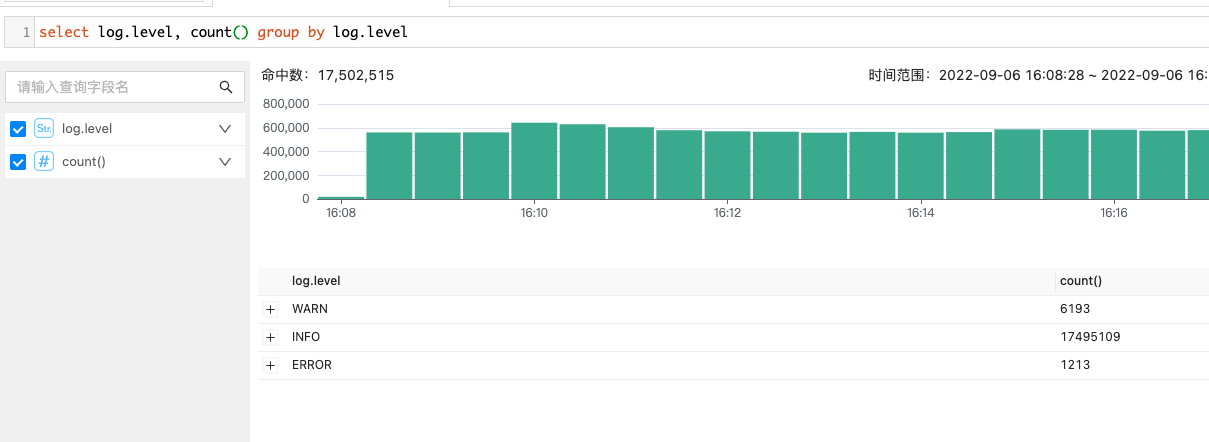 1 select log.level, count() group by log.level
请输入查询字段名
Str. log.level
# count()
命中数：17,502,515
时间范围：2022-09-06 16:08:28 ~ 2022-09-06 16:
800,000
600,000
400,000
200,000
0
16:08 16:10 16:12 16:14 16:16
log.level count()
WARN 6193
INFO 17495109
ERROR 1213